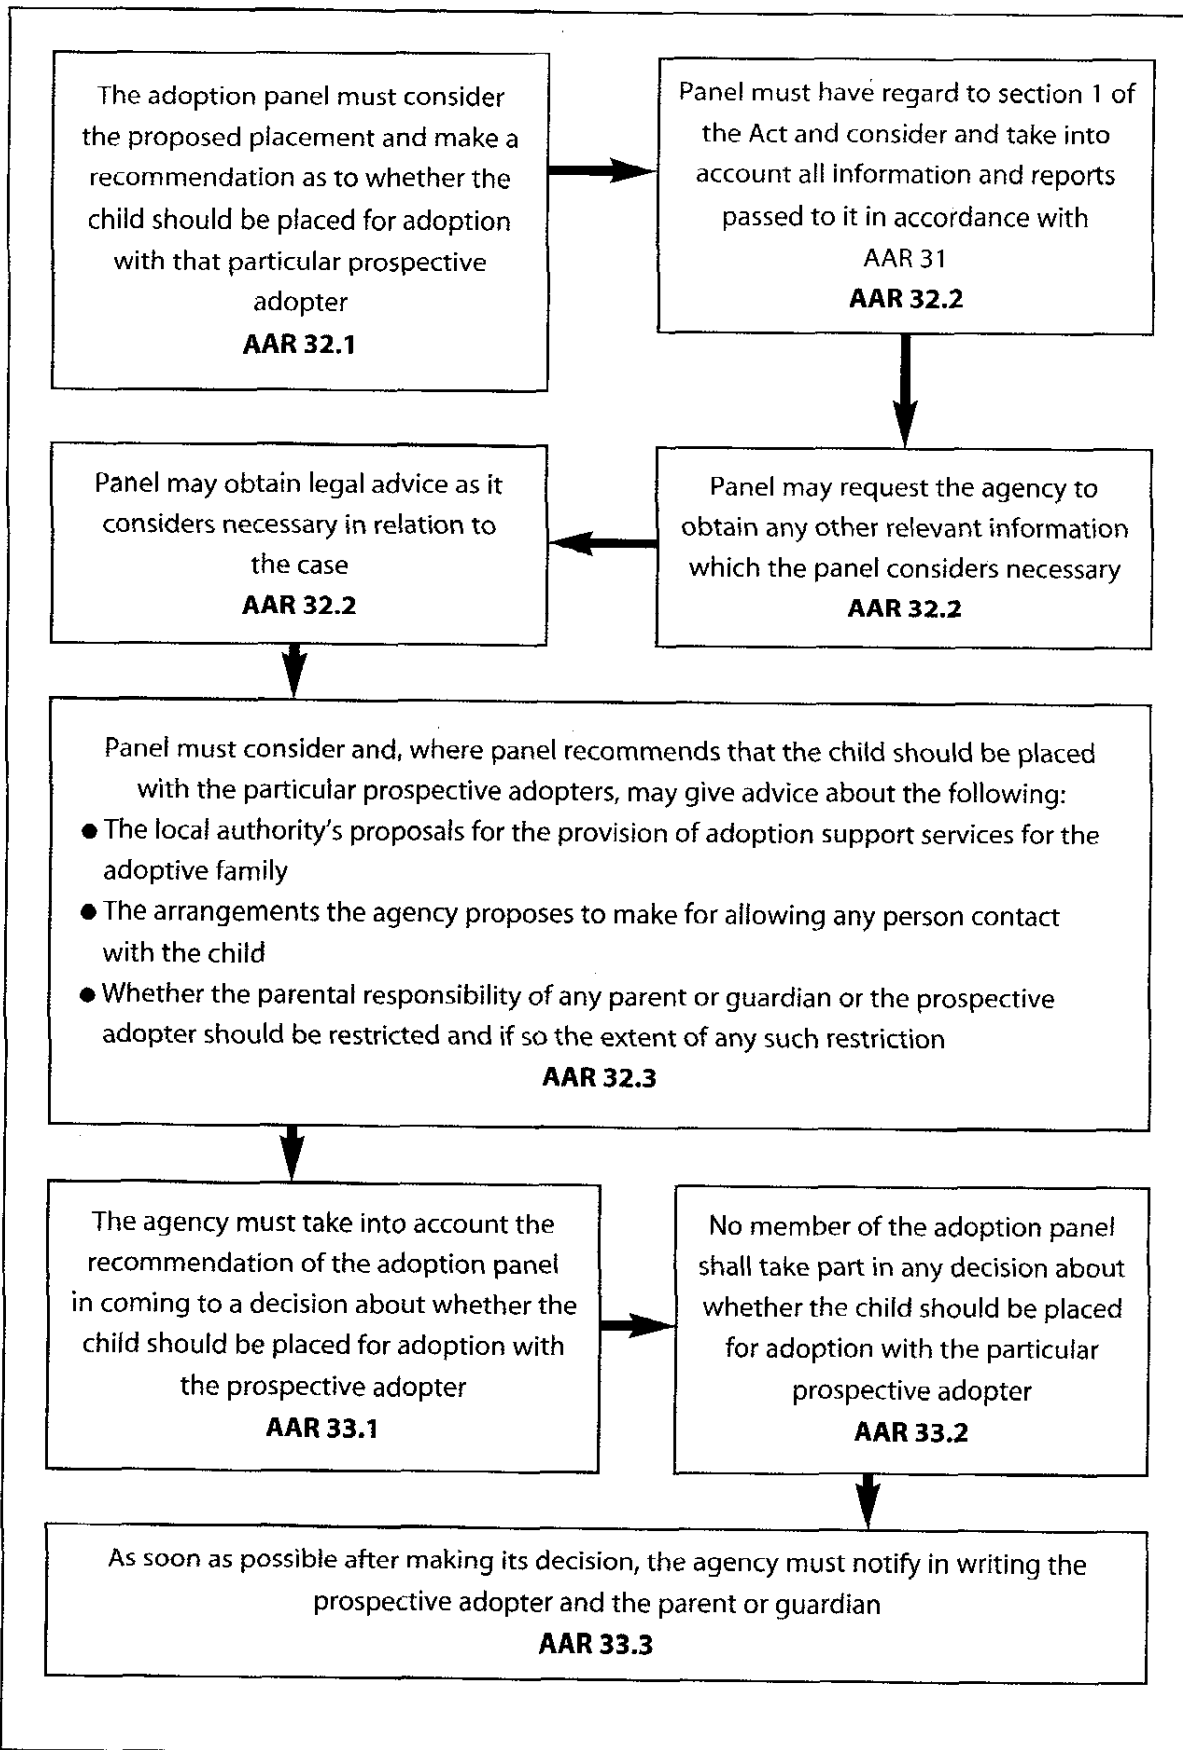 The adoption panel must consider
the proposed placement and make a
recommendation as to whether the
child should be placed for adoption
with that particular prospective
adopter
AAR 32.1
Panel must have regard to section 1 of
the Act and consider and take into
account all information and reports
passed to it in accordance with
AAR 31
AAR 32.2
Panel may request the agency to
obtain any other relevant information
which the panel considers necessary
AAR 32.2
Panel may obtain legal advice as it
considers necessary in relation to
the case
AAR 32.2
Panel must consider and, where panel recommends that the child should be placed
with the particular prospective adopters, may give advice about the following:
● The local authority's proposals for the provision of adoption support services for the
adoptive family
● The arrangements the agency proposes to make for allowing any person contact
with the child
● Whether the parental responsibility of any parent or guardian or the prospective
adopter should be restricted and if so the extent of any such restriction
AAR 32.3
The agency must take into account the
recommendation of the adoption panel
in coming to a decision about whether the
child should be placed for adoption with
the prospective adopter
AAR 33.1
No member of the adoption panel
shall take part in any decision about
whether the child should be placed
for adoption with the particular
prospective adopter
AAR 33.2
As soon as possible after making its decision, the agency must notify in writing the
prospective adopter and the parent or guardian
AAR 33.3